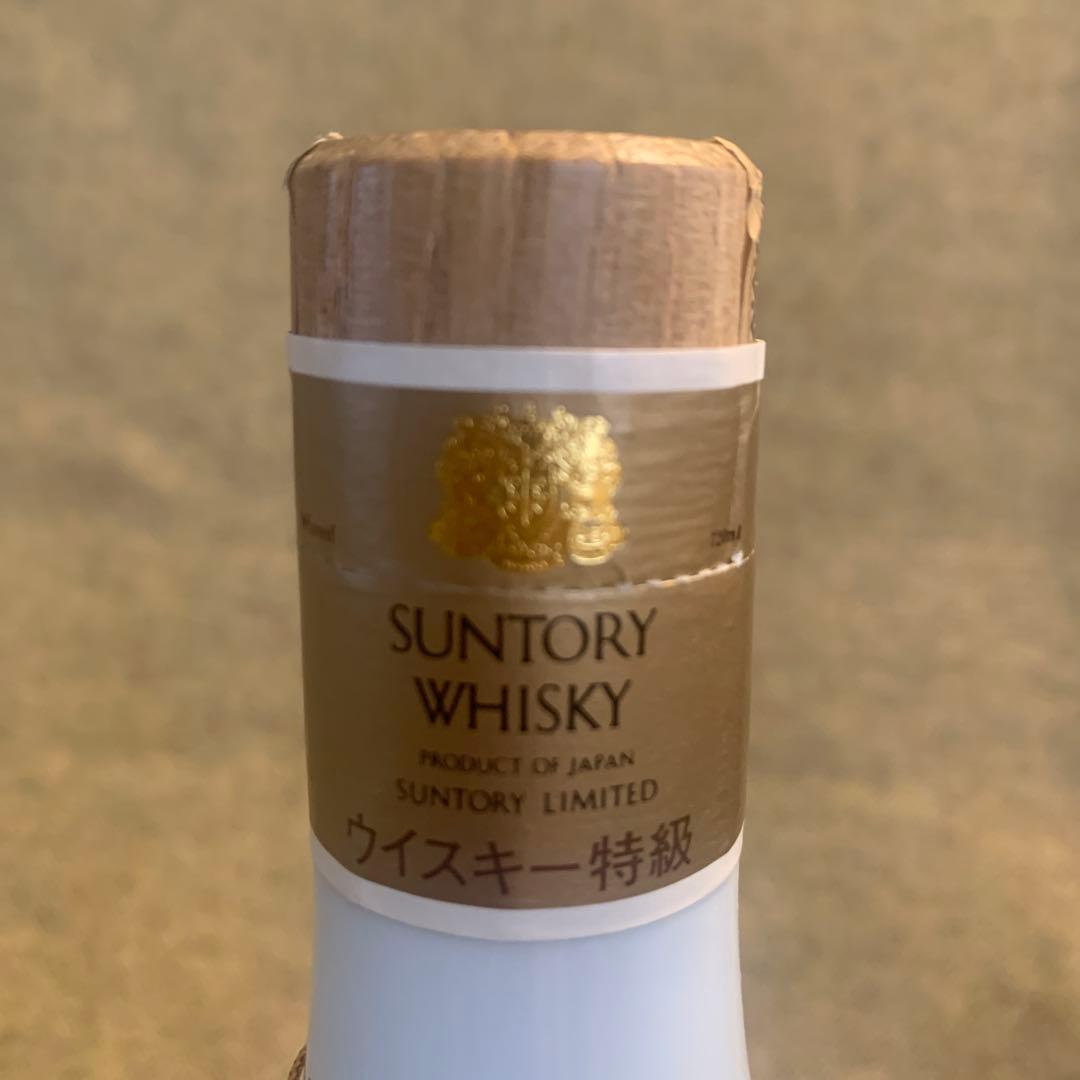 SUNTORY
WHISKY
PRODUCT OF JAPAN
SUNTORY LIMITED
ウイスキー特級